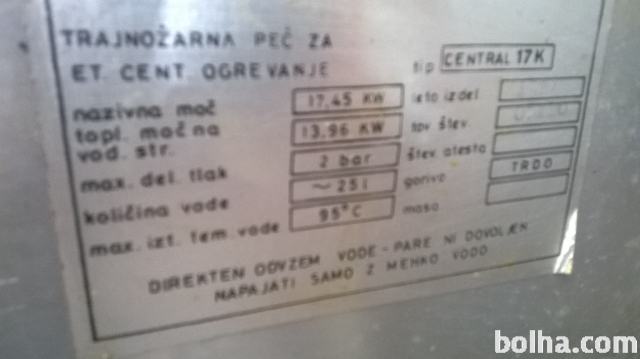 TRAJNOŽARNA PEČ ZA
ET. CENT. OGREVANJE tip CENTRAL 17K
nazivna moč 17,45 KW leto izdel.
topl. moč na vod. str. 13,96 KW tov. štev.
max. del. tlak 2 bar štev. atesta
količina vode ~25 l gorivo TRDO
max. izt. tem. vode 95°C masa
DIREKTEN ODVZEM VODE-PARE NI DOVOLJEN
NAPAJATI SAMO Z MEHKO VODO
bolha.com